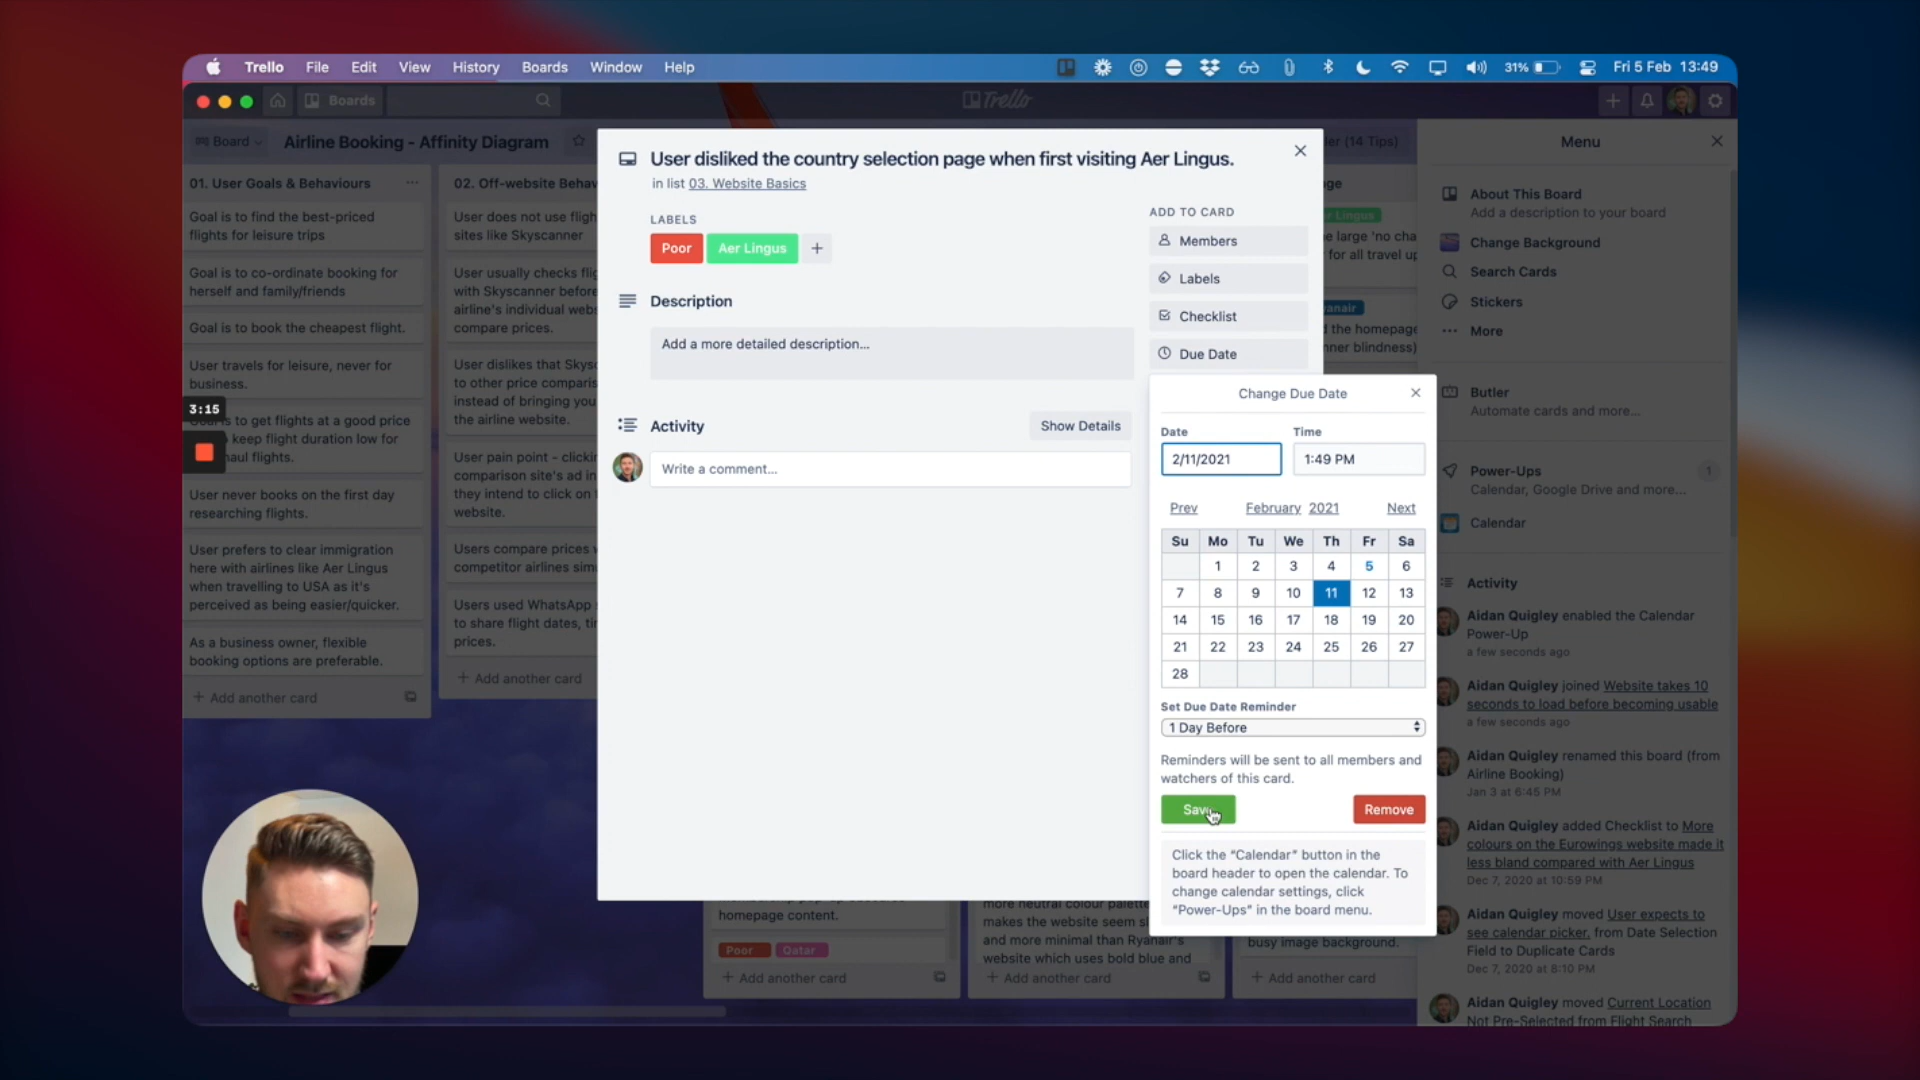 Trello File Edit View History Boards Window Help
31% Fri 5 Feb 13:49
Boards
Trello
Board
Airline Booking - Affinity Diagram
er (14 Tips)
01. User Goals & Behaviours
Goal is to find the best-priced
flights for leisure trips
Goal is to co-ordinate booking for
herself and family/friends
Goal is to book the cheapest flight.
User travels for leisure, never for
business.
3:15
is to get flights at a good price
keep flight duration low for
haul flights.
User never books on the first day
researching flights.
User prefers to clear immigration
here with airlines like Aer Lingus
when travelling to USA as it's
perceived as being easier/quicker.
As a business owner, flexible
booking options are preferable.
+ Add another card
02. Off-website Behav
User does not use fligh
sites like Skyscanner
User usually checks flig
with Skyscanner before
airline's individual webs
compare prices.
User dislikes that Skysc
to other price comparis
instead of bringing you
the airline website.
User pain point - clickin
comparison site's ad in
they intend to click on t
website.
Users compare prices w
competitor airlines sim
Users used WhatsApp
to share flight dates, tir
prices.
+ Add another card
User disliked the country selection page when first visiting Aer Lingus.
in list 03. Website Basics
LABELS
Poor
Aer Lingus
+
Description
Add a more detailed description...
Activity
Show Details
Write a comment...
ADD TO CARD
Members
Labels
Checklist
Due Date
Change Due Date
Date
Time
2/11/2021
1:49 PM
Prev February 2021 Next
Su Mo Tu We Th Fr Sa
1 2 3 4 5 6
7 8 9 10 11 12 13
14 15 16 17 18 19 20
21 22 23 24 25 26 27
28
Set Due Date Reminder
1 Day Before
Reminders will be sent to all members and
watchers of this card.
Save
Remove
Click the "Calendar" button in the
board header to open the calendar. To
change calendar settings, click
"Power-Ups" in the board menu.
homepage content.
Poor
Qatar
+ Add another card
more neutral colour palette
makes the website seem sl
and more minimal than Ryanair's
website which uses bold blue and
+ Add another card
ge
r Lingus
e large 'no cha
for all travel up
anair
the homepage
nner blindness)
busy image background.
+ Add another card
Menu
About This Board
Add a description to your board
Change Background
Search Cards
Stickers
More
Butler
Automate cards and more...
Power-Ups
1
Calendar, Google Drive and more...
Calendar
Activity
Aidan Quigley enabled the Calendar
Power-Up
a few seconds ago
Aidan Quigley joined Website takes 10
seconds to load before becoming usable
a few seconds ago
Aidan Quigley renamed this board (from
Airline Booking)
Jan 3 at 6:45 PM
Aidan Quigley added Checklist to More
colours on the Eurowings website made it
less bland compared with Aer Lingus
Dec 7, 2020 at 10:59 PM
Aidan Quigley moved User expects to
see calendar picker. from Date Selection
Field to Duplicate Cards
Dec 7, 2020 at 8:10 PM
Aidan Quigley moved Current Location
Not Pre-Selected from Flight Search